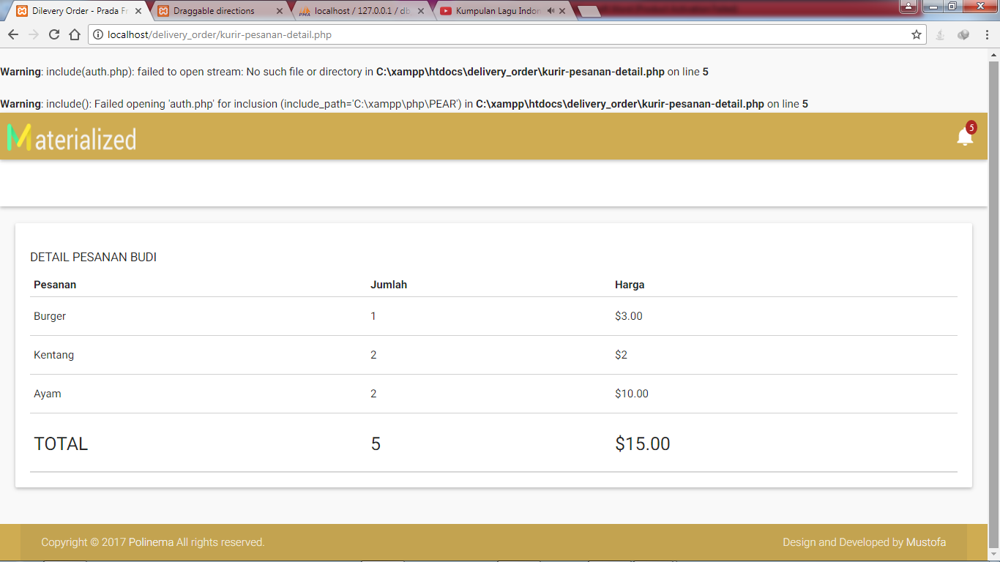 Dilevery Order - Prada Fr
Draggable directions
localhost / 127.0.0.1 / db
Kumpulan Lagu Indon
localhost/delivery_order/kurir-pesanan-detail.php
Warning: include(auth.php): failed to open stream: No such file or directory in C:\xampp\htdocs\delivery_order\kurir-pesanan-detail.php on line 5
Warning: include(): Failed opening 'auth.php' for inclusion (include_path='C:\xampp\php\PEAR') in C:\xampp\htdocs\delivery_order\kurir-pesanan-detail.php on line 5
Materialized
5
DETAIL PESANAN BUDI
Pesanan Jumlah Harga
Burger 1 $3.00
Kentang 2 $2
Ayam 2 $10.00
TOTAL 5 $15.00
Copyright © 2017 Polinema All rights reserved. Design and Developed by Mustofa